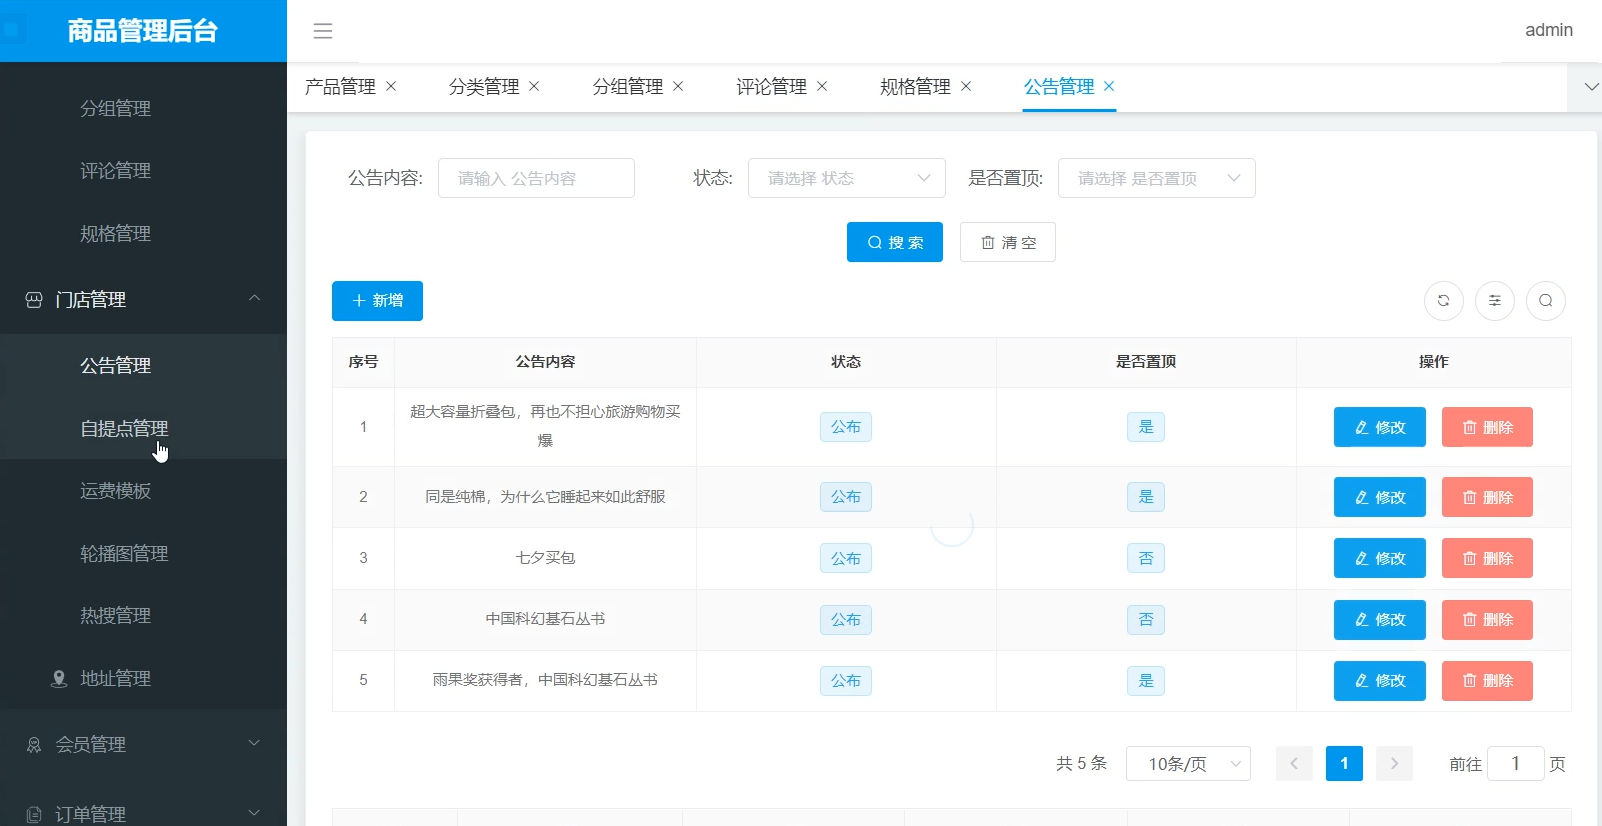 商品管理后台
admin
分组管理
评论管理
规格管理
门店管理
公告管理
自提点管理
运费模板
轮播图管理
热搜管理
地址管理
会员管理
订单管理
产品管理 分类管理 分组管理 评论管理 规格管理 公告管理
公告内容: 请输入 公告内容 状态: 请选择 状态 是否置顶: 请选择 是否置顶
搜索 清空
新增
序号 公告内容 状态 是否置顶 操作
1 超大容量折叠包，再也不担心旅游购物买
爆 公布 是 修改 删除
2 同是纯棉，为什么它睡起来如此舒服 公布 是 修改 删除
3 七夕买包 公布 否 修改 删除
4 中国科幻基石丛书 公布 否 修改 删除
5 雨果奖获得者，中国科幻基石丛书 公布 是 修改 删除
共 5 条 10条/页 1 前往 1 页